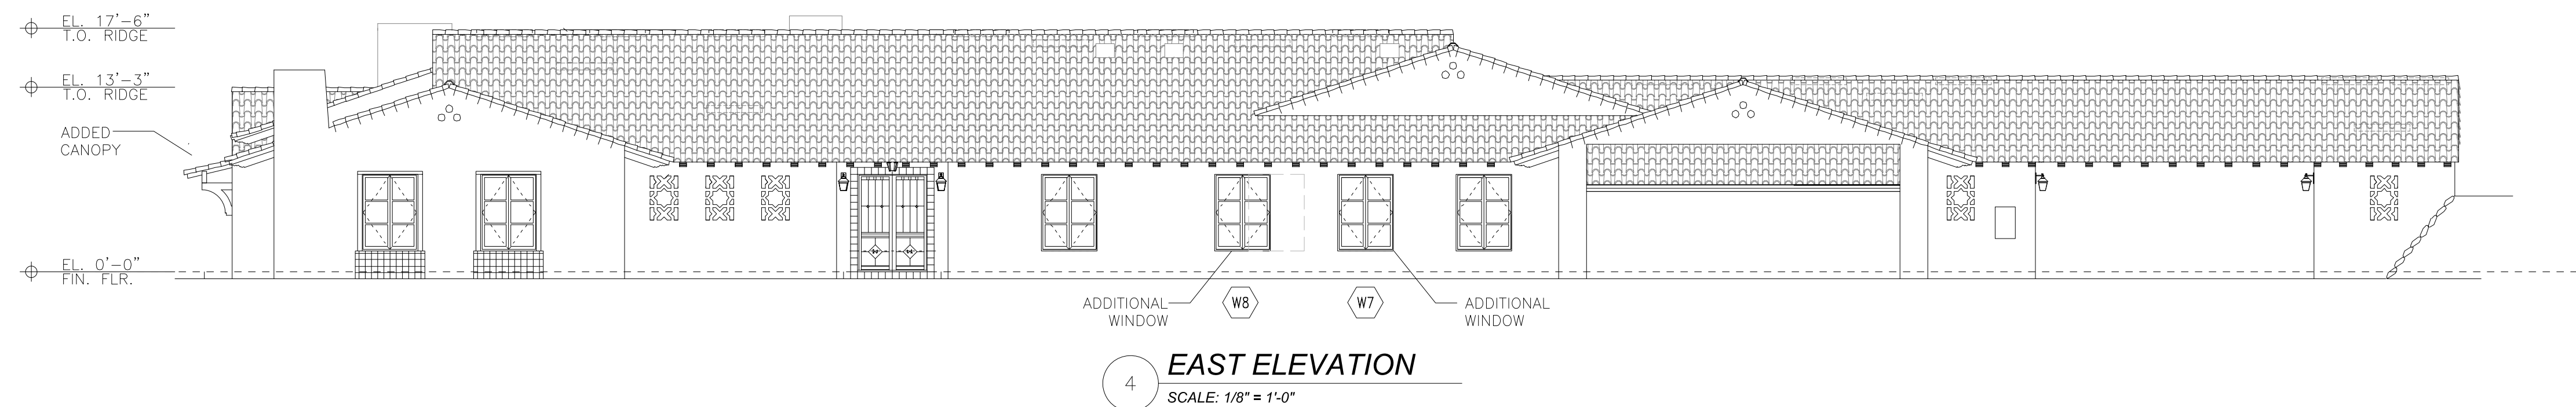 EL. 17'-6"
T.O. RIDGE
EL. 13'-3"
T.O. RIDGE
ADDED
CANOPY
EL. 0'-0"
FIN. FLR.
ADDITIONAL
WINDOW
W8
W7
ADDITIONAL
WINDOW
4
EAST ELEVATION
SCALE: 1/8" = 1'-0"